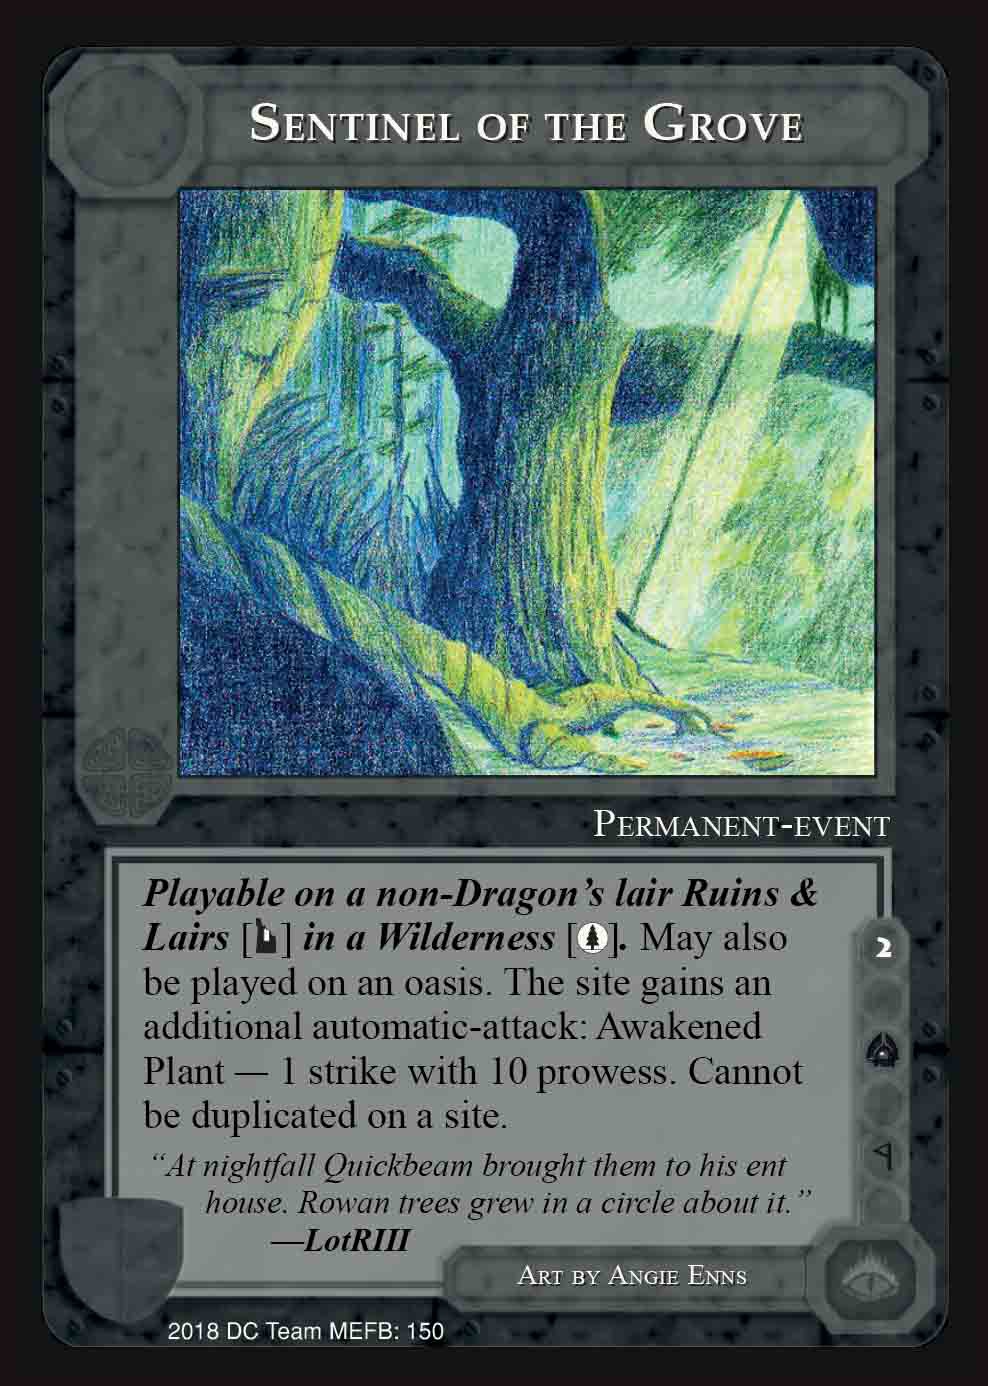 Sentinel of the Grove
Permanent-event
Playable on a non-Dragon’s lair Ruins &
Lairs [] in a Wilderness []. May also
be played on an oasis. The site gains an
additional automatic-attack: Awakened
Plant — 1 strike with 10 prowess. Cannot
be duplicated on a site.
2
“At nightfall Quickbeam brought them to his ent
house. Rowan trees grew in a circle about it.”
—LotRIII
Art by Angie Enns
2018 DC Team MEFB: 150